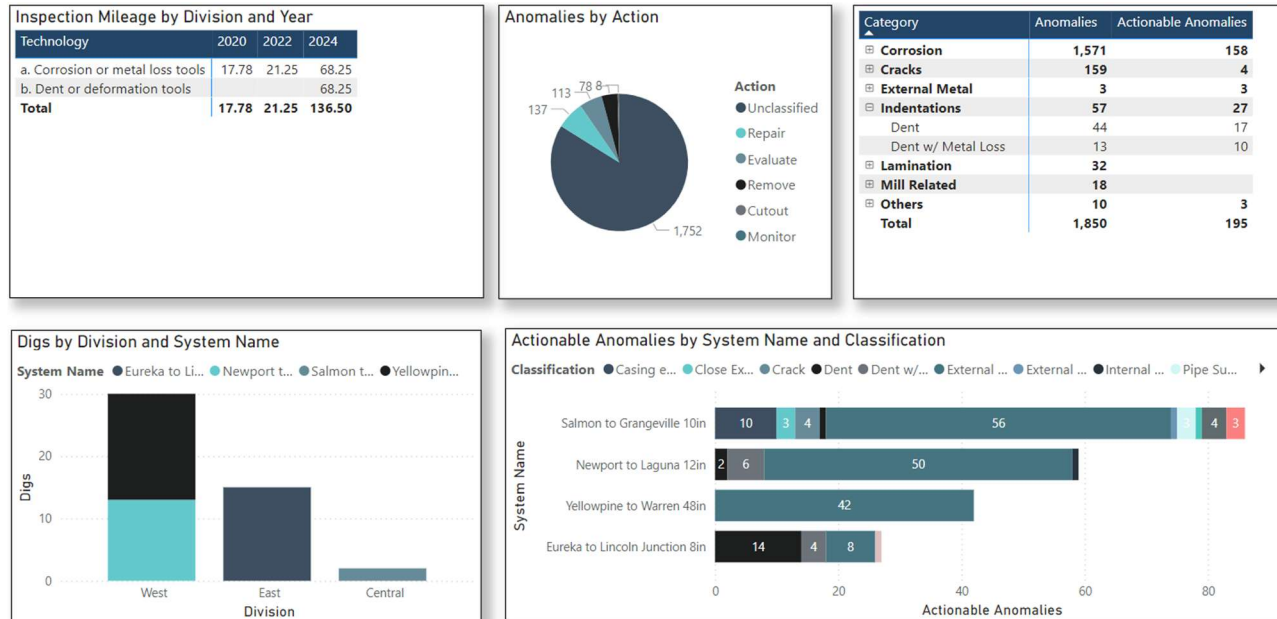 Inspection Mileage by Division and Year
Technology 2020 2022 2024
a. Corrosion or metal loss tools 17.78 21.25 68.25
b. Dent or deformation tools 68.25
Total 17.78 21.25 136.50
Anomalies by Action
113 78 8
137
1,752
Action
Unclassified
Repair
Evaluate
Remove
Cutout
Monitor
Category Anomalies Actionable Anomalies
Corrosion 1,571 158
Cracks 159 4
External Metal 3 3
Indentations 57 27
Dent 44 17
Dent w/ Metal Loss 13 10
Lamination 32
Mill Related 18
Others 10 3
Total 1,850 195
Digs by Division and System Name
System Name Eureka to Li... Newport t... Salmon t... Yellowpin...
30
20
10
0
Digs
West East Central
Division
Actionable Anomalies by System Name and Classification
Classification Casing e... Close Ex... Crack Dent Dent w/... External ... External ... Internal ... Pipe Su...
System Name
Salmon to Grangeville 10in 10 3 4 56 3 4 3
Newport to Laguna 12in 2 6 50
Yellowpine to Warren 48in 42
Eureka to Lincoln Junction 8in 14 4 8
0 20 40 60 80
Actionable Anomalies